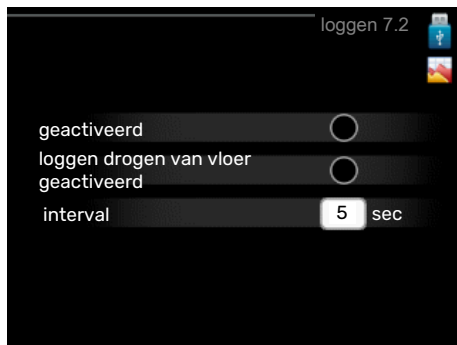 loggen 7.2
geactiveerd
loggen drogen van vloer
geactiveerd
interval 5 sec